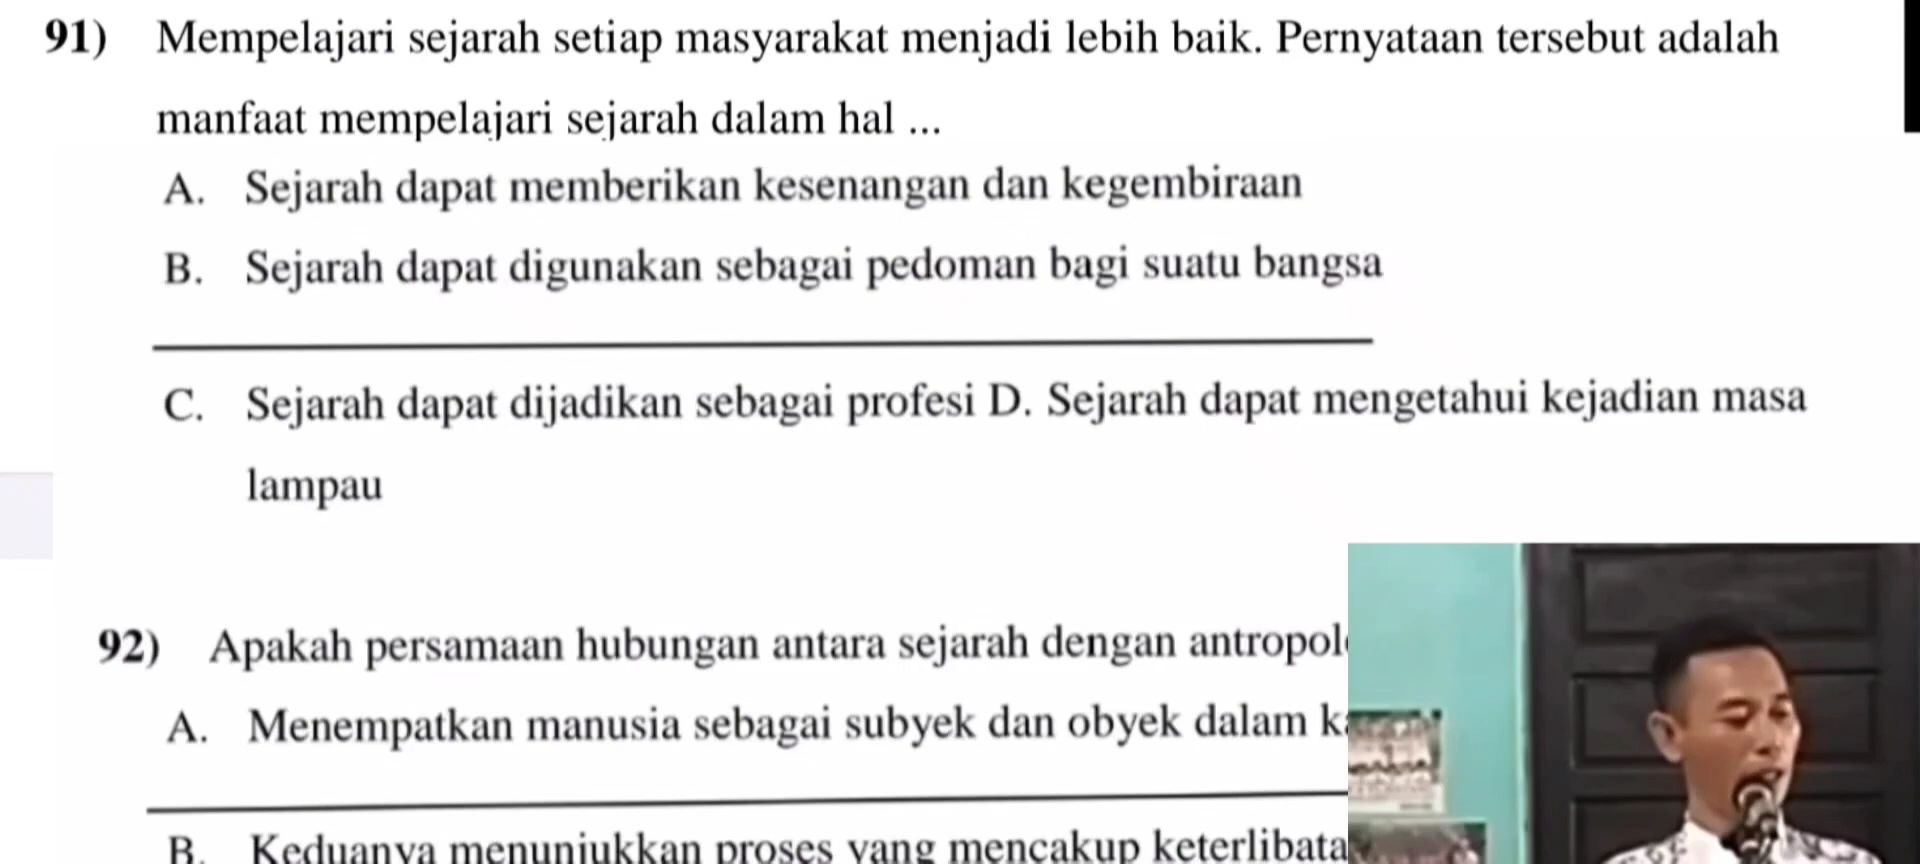 91) Mempelajari sejarah setiap masyarakat menjadi lebih baik. Pernyataan tersebut adalah
manfaat mempelajari sejarah dalam hal ...
A. Sejarah dapat memberikan kesenangan dan kegembiraan
B. Sejarah dapat digunakan sebagai pedoman bagi suatu bangsa
C. Sejarah dapat dijadikan sebagai profesi D. Sejarah dapat mengetahui kejadian masa
lampau
92) Apakah persamaan hubungan antara sejarah dengan
A. Menempatkan manusia sebagai subyek dan obyek dalam
B. Keduanya menunjukkan proses yang mencakup